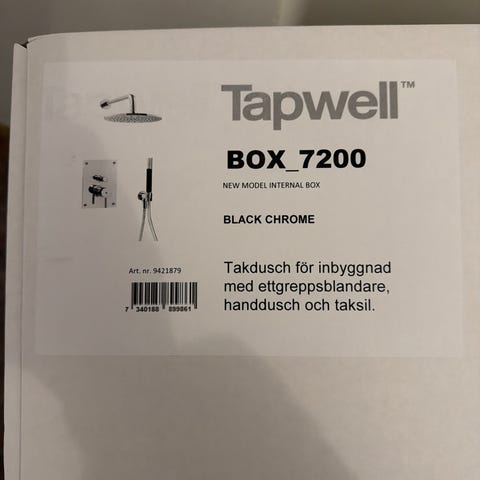 Tapwell™
BOX_7200
NEW MODEL INTERNAL BOX
BLACK CHROME
Art. nr. 9421879
7 340188 899861
Takdusch för inbyggnad
med ettgreppsblandare,
handdusch och taksil.